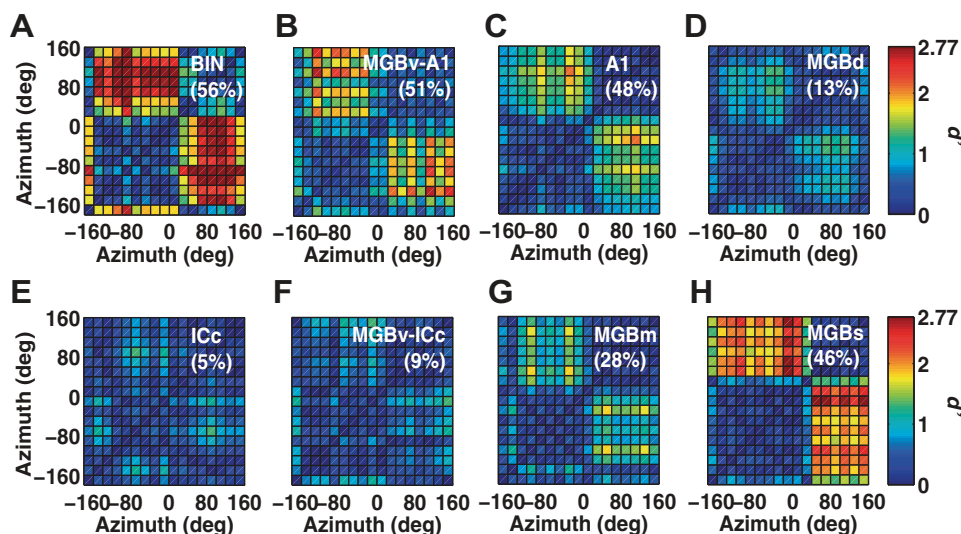 A
B
C
D
160
80
0
−80
−160
Azimuth (deg)
BIN
(56%)
MGBv-A1
(51%)
A1
(48%)
MGBd
(13%)
−160−80 0 80 160
−160−80 0 80 160
−160−80 0 80 160
−160−80 0 80 160
Azimuth (deg)
Azimuth (deg)
Azimuth (deg)
Azimuth (deg)
2.77
2
1
0
d'
E
F
G
H
160
80
0
−80
−160
Azimuth (deg)
ICc
(5%)
MGBv-ICc
(9%)
MGBm
(28%)
MGBs
(46%)
−160−80 0 80 160
−160−80 0 80 160
−160−80 0 80 160
−160−80 0 80 160
Azimuth (deg)
Azimuth (deg)
Azimuth (deg)
Azimuth (deg)
2.77
2
1
0
d'